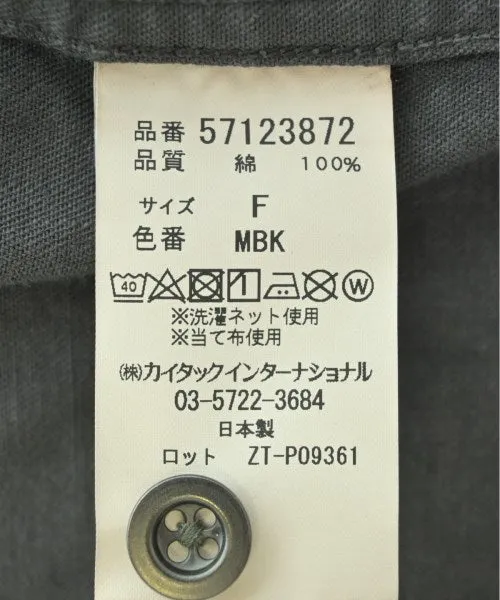 品番 57123872
品質 綿 100%
サイズ F
色番 MBK
40
※洗濯ネット使用
※当て布使用
㈱カイタックインターナショナル
03-5722-3684
日本製
ロット ZT-P09361